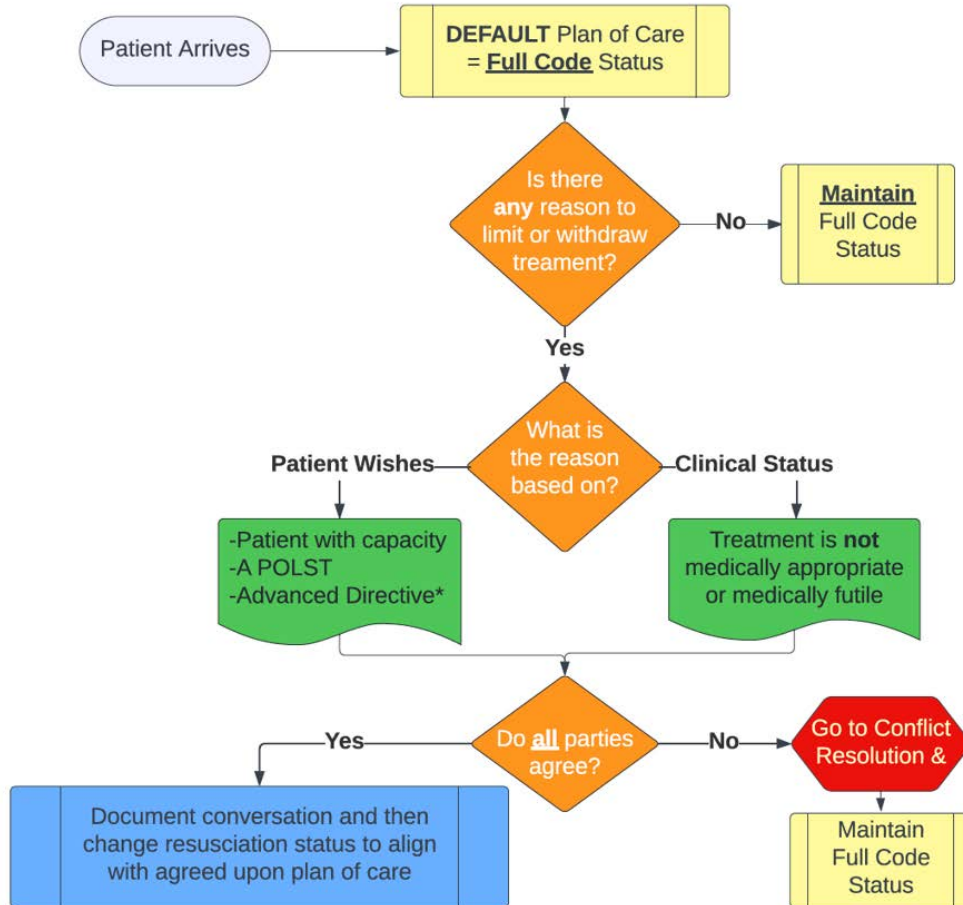 Patient Arrives
DEFAULT Plan of Care
= Full Code Status
Is there
any reason to
limit or withdraw
treament?
No
Maintain
Full Code
Status
Yes
What is
the reason
based on?
Patient Wishes
Clinical Status
-Patient with capacity
-A POLST
-Advanced Directive*
Treatment is not
medically appropriate
or medically futile
Do all parties
agree?
Yes
No
Go to Conflict
Resolution &
Document conversation and then
change resusciation status to align
with agreed upon plan of care
Maintain
Full Code
Status